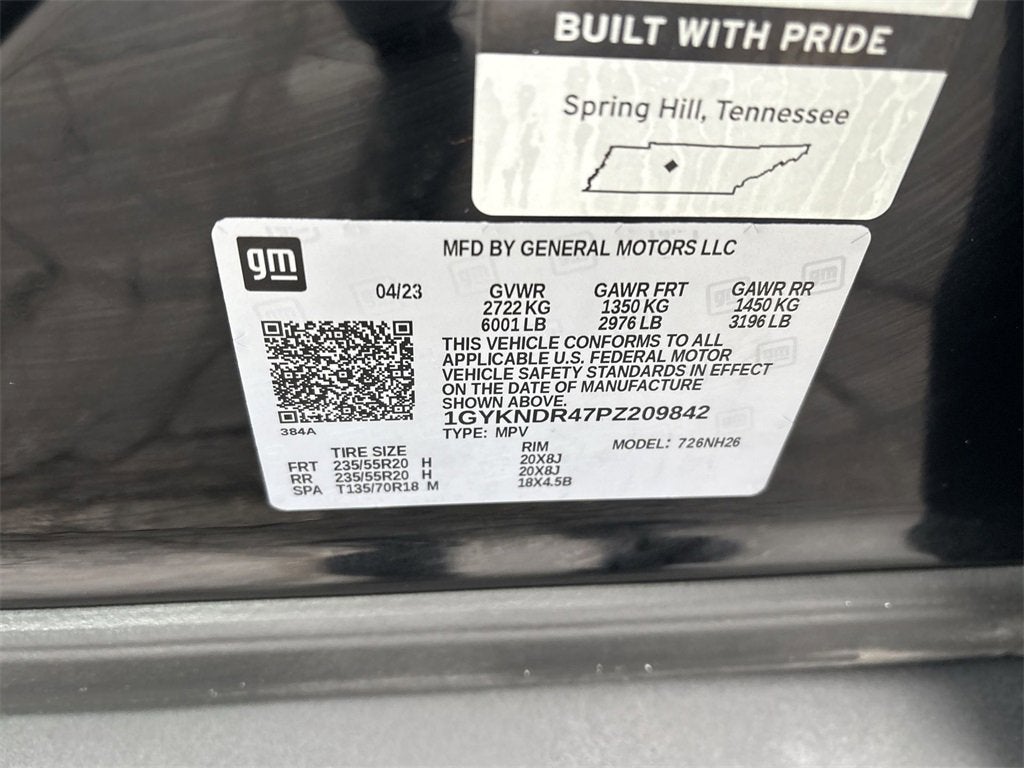 BUILT WITH PRIDE
Spring Hill, Tennessee
gm
MFD BY GENERAL MOTORS LLC
04/23 GVWR GAWR FRT GAWR RR
2722 KG 1350 KG 1450 KG
6001 LB 2976 LB 3196 LB
THIS VEHICLE CONFORMS TO ALL
APPLICABLE U.S. FEDERAL MOTOR
VEHICLE SAFETY STANDARDS IN EFFECT
ON THE DATE OF MANUFACTURE
SHOWN ABOVE.
1GYKNDR47PZ209842
384A
TYPE: MPV MODEL: 726NH26
TIRE SIZE RIM
FRT 235/55R20 H 20X8J
RR 235/55R20 H 20X8J
SPA T135/70R18 M 18X4.5B